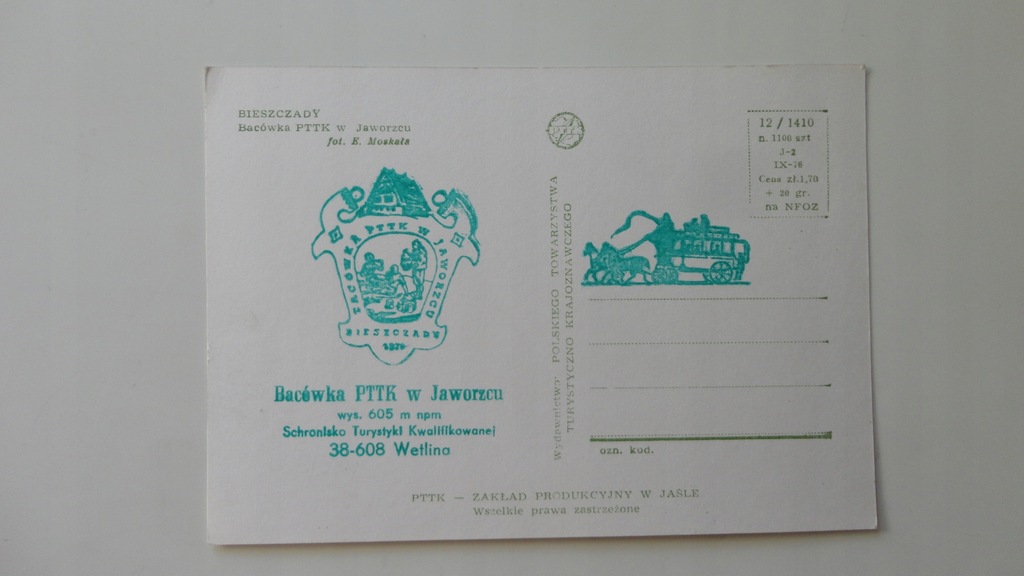 BIESZCZADY
Bacówka PTTK w Jaworzcu
fot. E. Moskała
BACÓWKA PTTK W JAWORZCU
BIESZCZADY
Bacówka PTTK w Jaworzcu
wys. 605 m npm
Schronisko Turystyki Kwalifikowanej
38-608 Wetlina
Wydawnictwo: POLSKIEGO TOWARZYSTWA
TURYSTYCZNO KRAJOZNAWCZEGO
12 / 1410
n. 1100 szt
J-2
IX-76
Cena zł.1,70
+ 20 gr.
na NFOZ
ozn. kod.
PTTK — ZAKŁAD PRODUKCYJNY W JAŚLE
Wszelkie prawa zastrzeżone